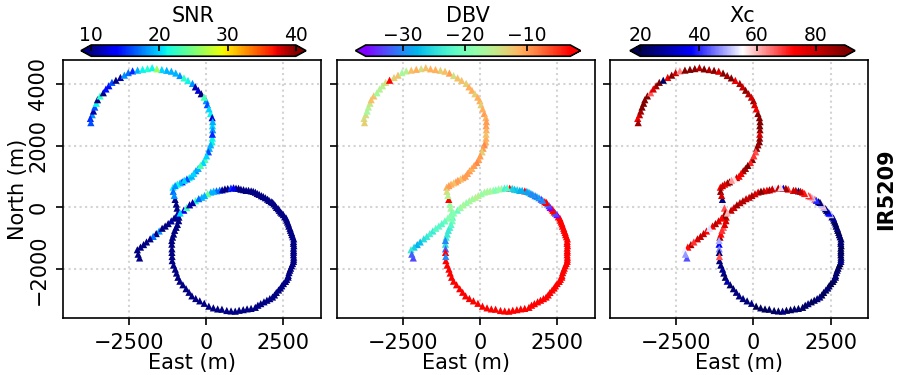 SNR DBV Xc
10 20 30 40 −30 −20 −10 20 40 60 80
4000
2000
0
−2000
North (m)
IR5209
−2500 0 2500 −2500 0 2500 −2500 0 2500
East (m) East (m) East (m)